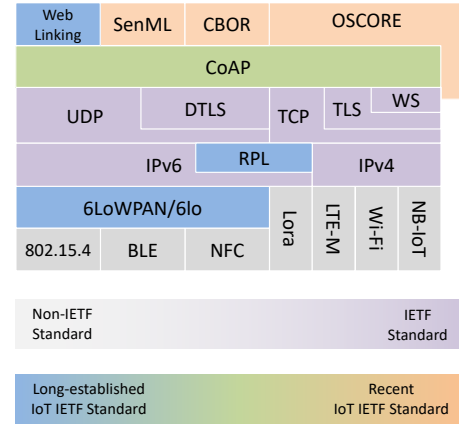 Web
Linking
SenML
CBOR
OSCORE
CoAP
UDP
DTLS
TCP
TLS
WS
IPv6
RPL
IPv4
6LoWPAN/6lo
802.15.4
BLE
NFC
Lora
LTE-M
Wi-Fi
NB-IoT
Non-IETF
Standard
IETF
Standard
Long-established
IoT IETF Standard
Recent
IoT IETF Standard